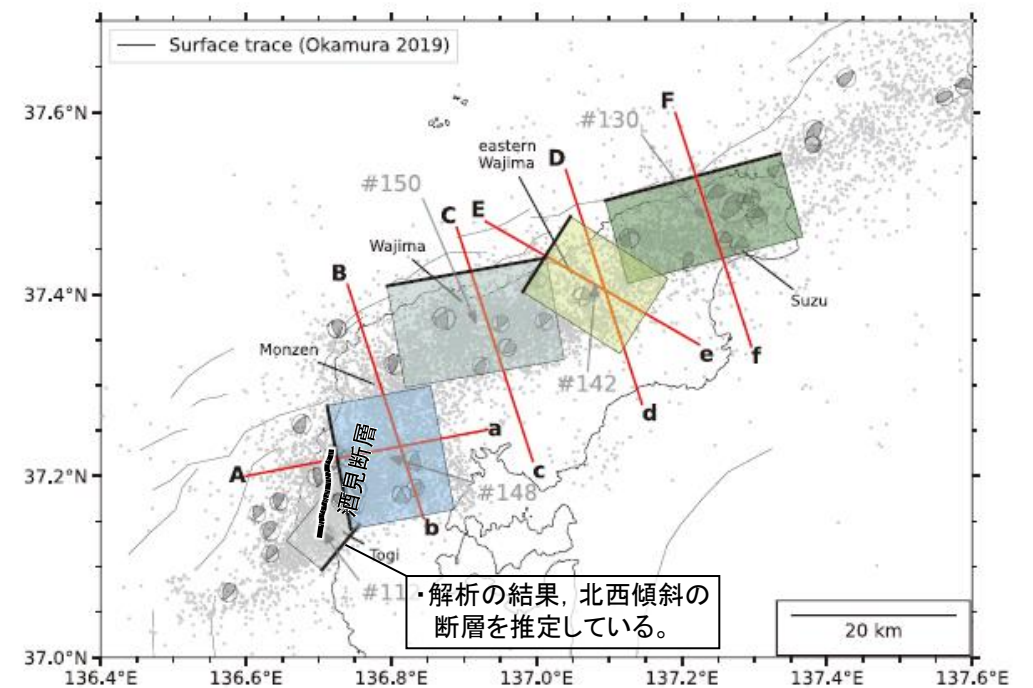 Surface trace (Okamura 2019)
37.6°N
37.4°N
37.2°N
37.0°N
136.4°E
136.6°E
136.8°E
137.0°E
137.2°E
137.4°E
137.6°E
F
#130
eastern
Wajima
D
#150
E
C
Wajima
B
Suzu
Monzen
e
f
#142
d
a
酒見断層
A
c
#148
b
Togi
#112
・解析の結果，北西傾斜の
断層を推定している。
20 km